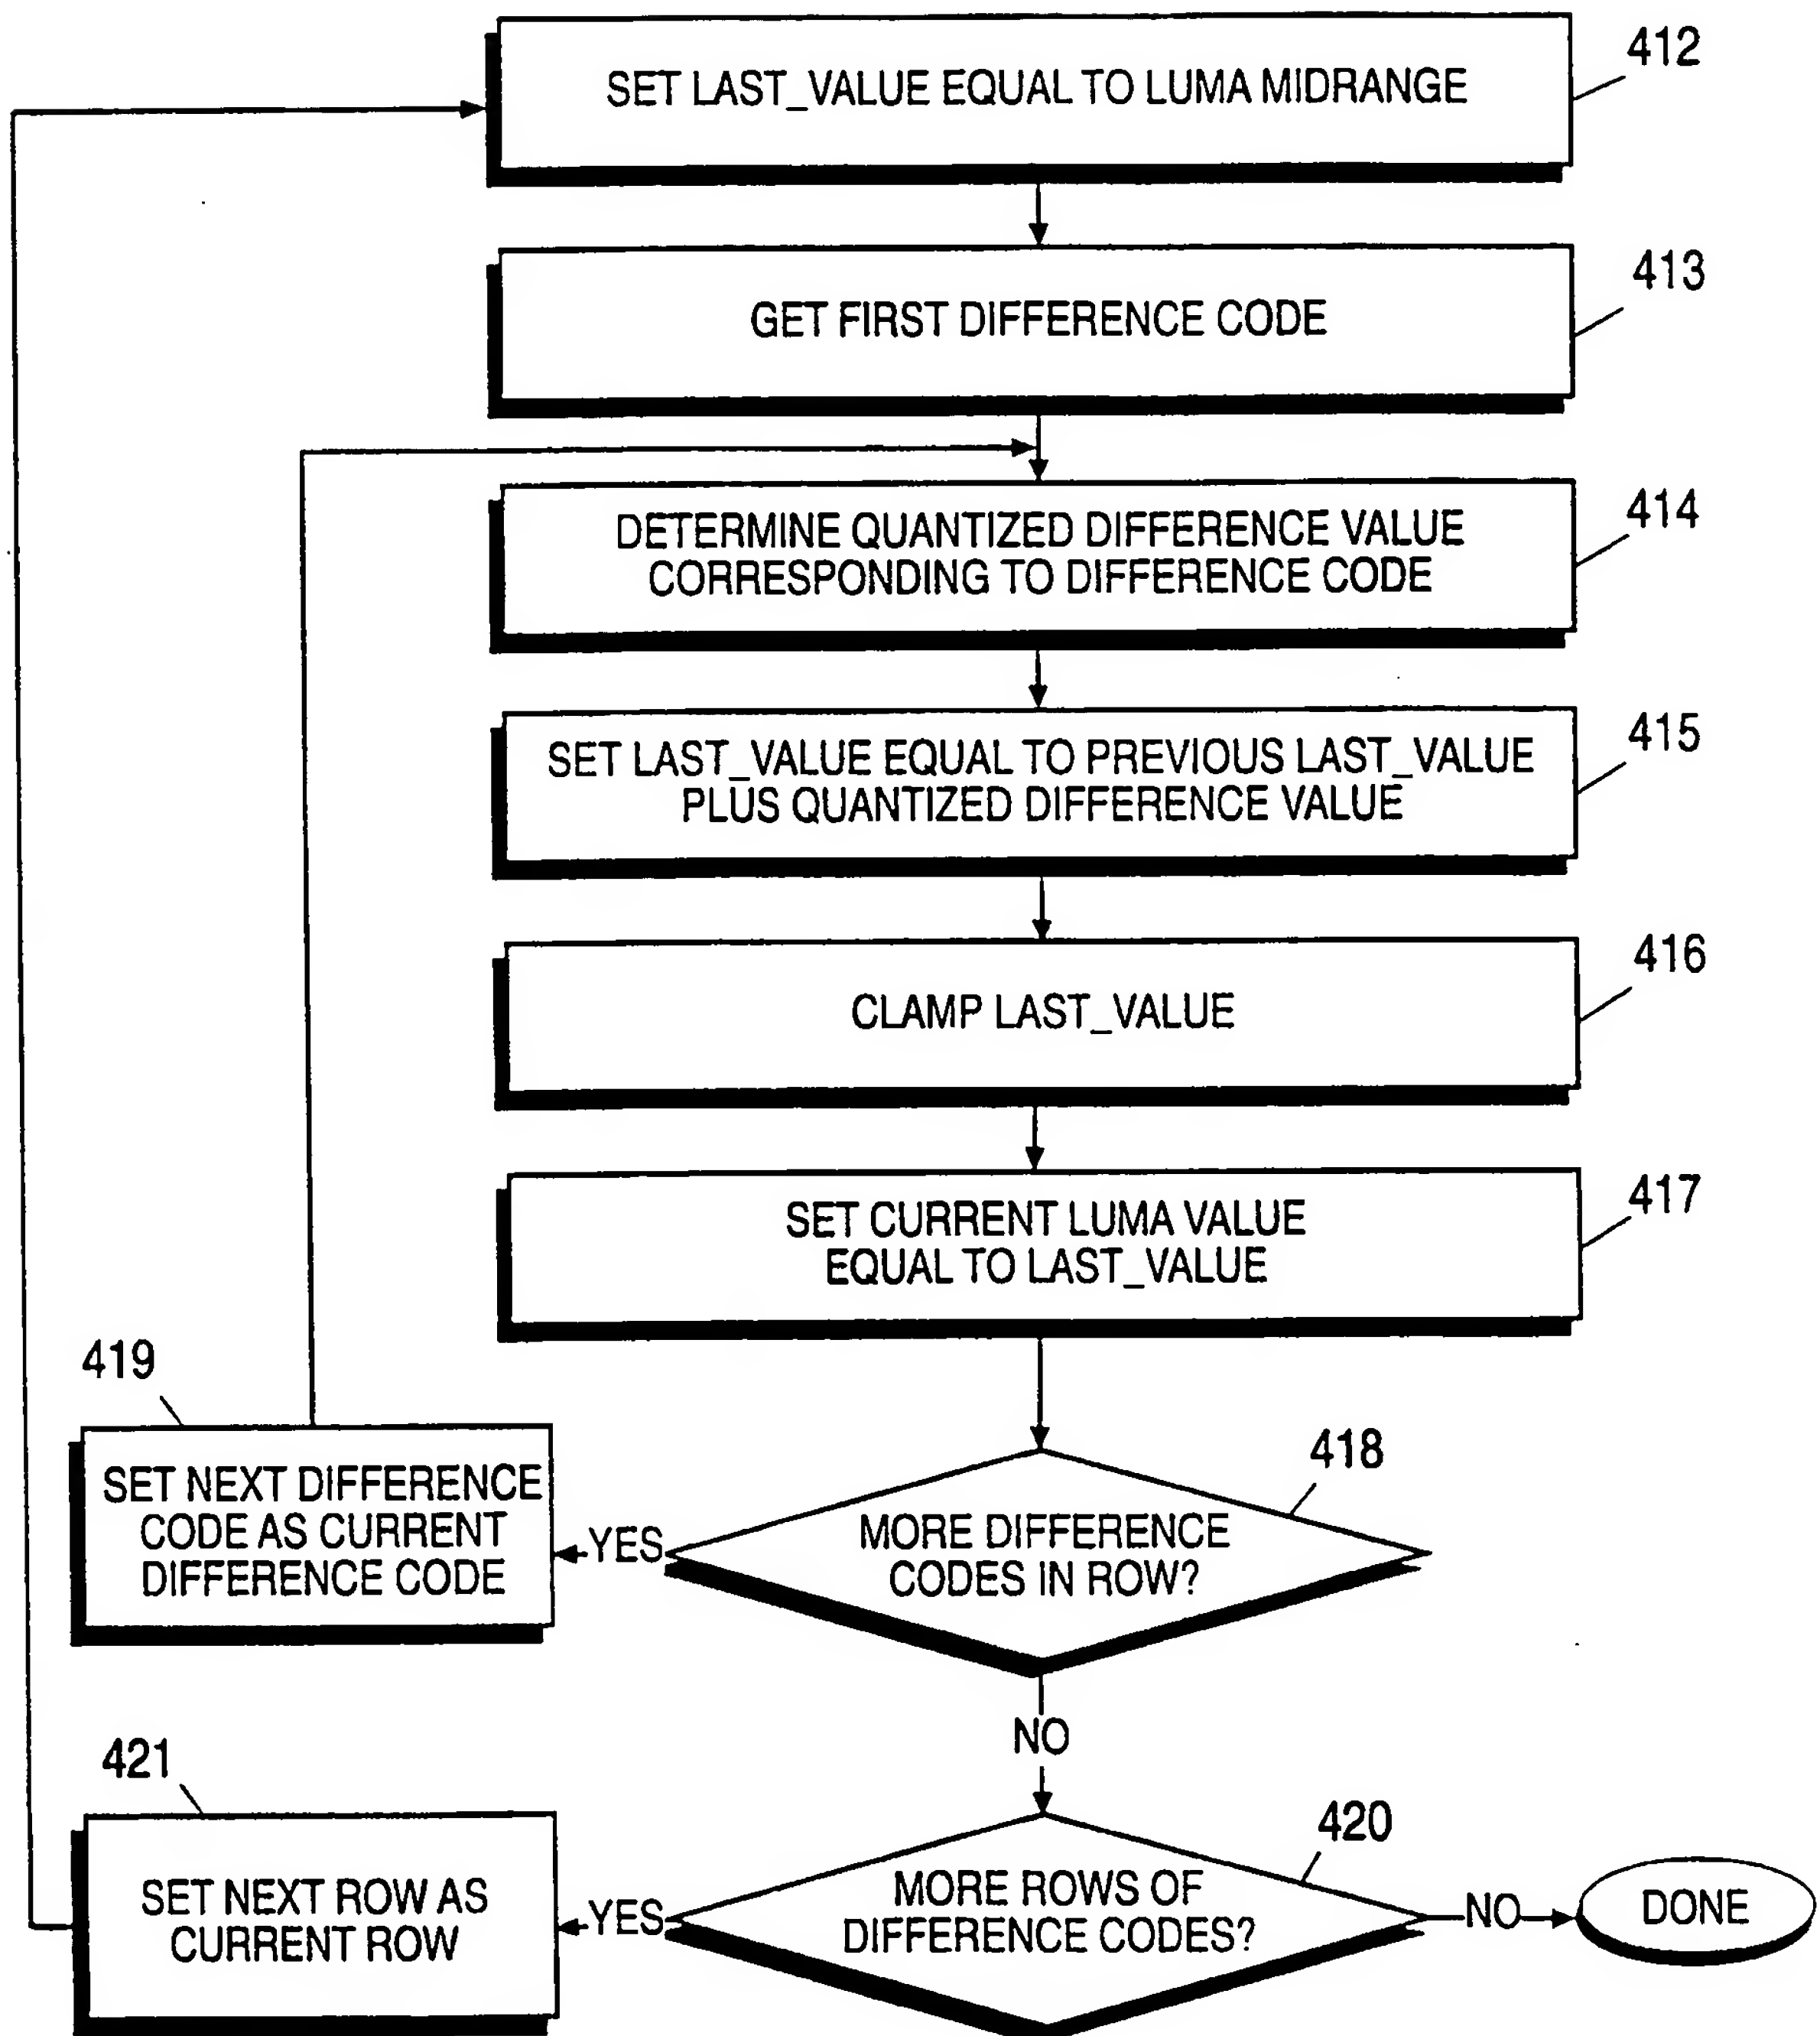 412
SET LAST_VALUE EQUAL TO LUMA MIDRANGE
413
GET FIRST DIFFERENCE CODE
414
DETERMINE QUANTIZED DIFFERENCE VALUE
CORRESPONDING TO DIFFERENCE CODE
415
SET LAST_VALUE EQUAL TO PREVIOUS LAST_VALUE
PLUS QUANTIZED DIFFERENCE VALUE
416
CLAMP LAST_VALUE
417
SET CURRENT LUMA VALUE
EQUAL TO LAST_VALUE
418
MORE DIFFERENCE
CODES IN ROW?
YES
419
SET NEXT DIFFERENCE
CODE AS CURRENT
DIFFERENCE CODE
NO
420
MORE ROWS OF
DIFFERENCE CODES?
YES
421
SET NEXT ROW AS
CURRENT ROW
NO
DONE